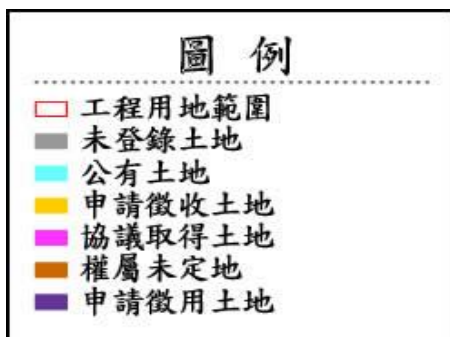 圖 例
工程用地範圍
未登錄土地
公有土地
申請徵收土地
協議取得土地
權屬未定地
申請徵用土地